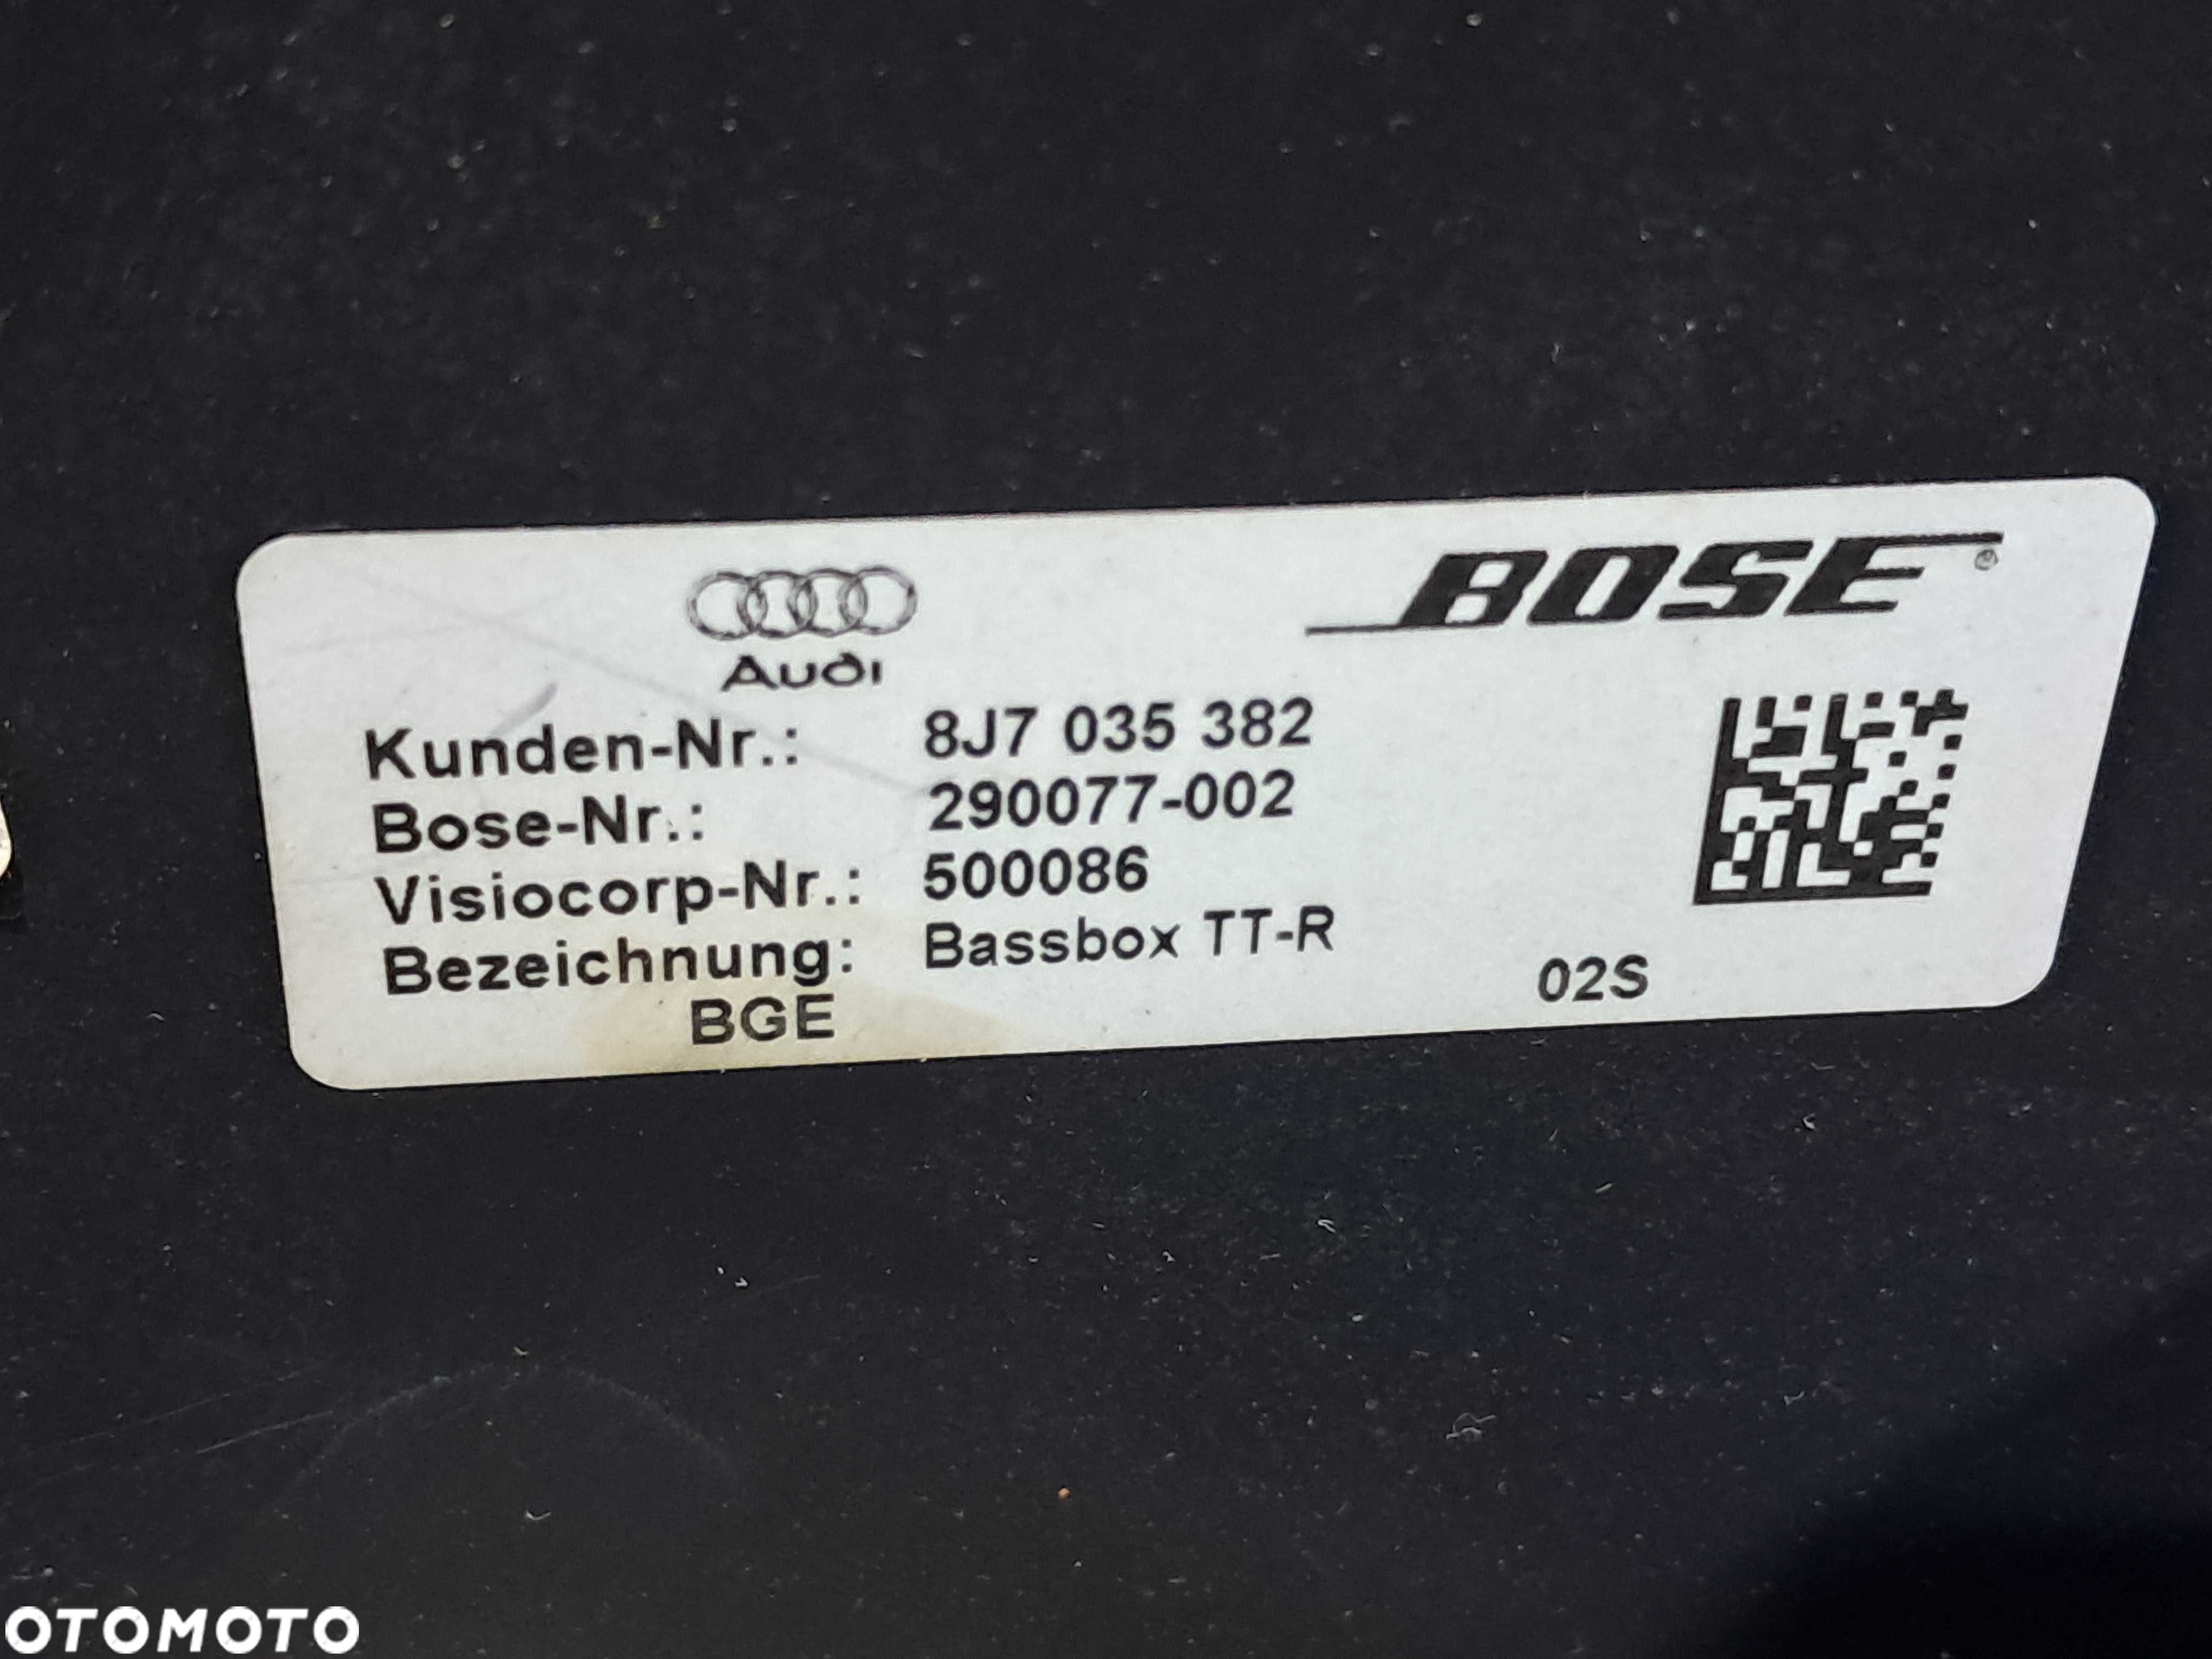 Audi
BOSE®
Kunden-Nr.: 8J7 035 382
Bose-Nr.: 290077-002
Visiocorp-Nr.: 500086
Bezeichnung: Bassbox TT-R
BGE 02S
OTOMOTO